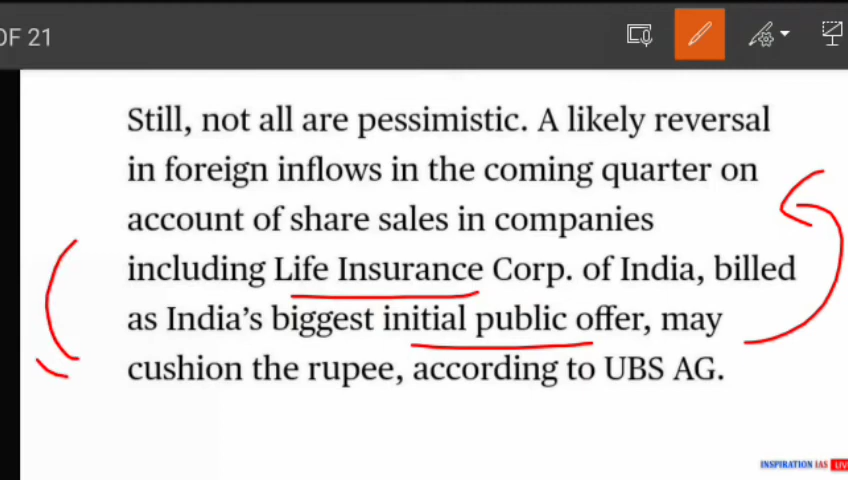 OF 21
Still, not all are pessimistic. A likely reversal
in foreign inflows in the coming quarter on
account of share sales in companies
including Life Insurance Corp. of India, billed
as India's biggest initial public offer, may
cushion the rupee, according to UBS AG.
INSPIRATION IAS LIV